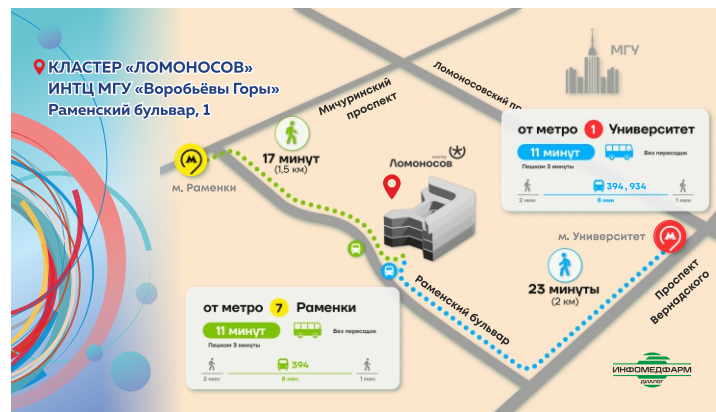 КЛАСТЕР «ЛОМОНОСОВ»
ИНТЦ МГУ «Воробьёвы Горы»
Раменский бульвар, 1
МГУ
Ломоносовский
Мичуринский
проспект
от метро 1 Университет
11 минут
Без пересадок
Пешком 3 минуты
394,934
2 мин
8 мин
1 мин
17 минут
(1,5 км)
м. Раменки
кластер
Ломоносов
м. Университет
23 минуты
(2 км)
Проспект
Вернадского
Раменский бульвар
от метро 7 Раменки
11 минут
Без пересадок
Пешком 3 минуты
394
2 мин
8 мин
1 мин
ИНФОМЕДФАРМ
ДИАЛОГ